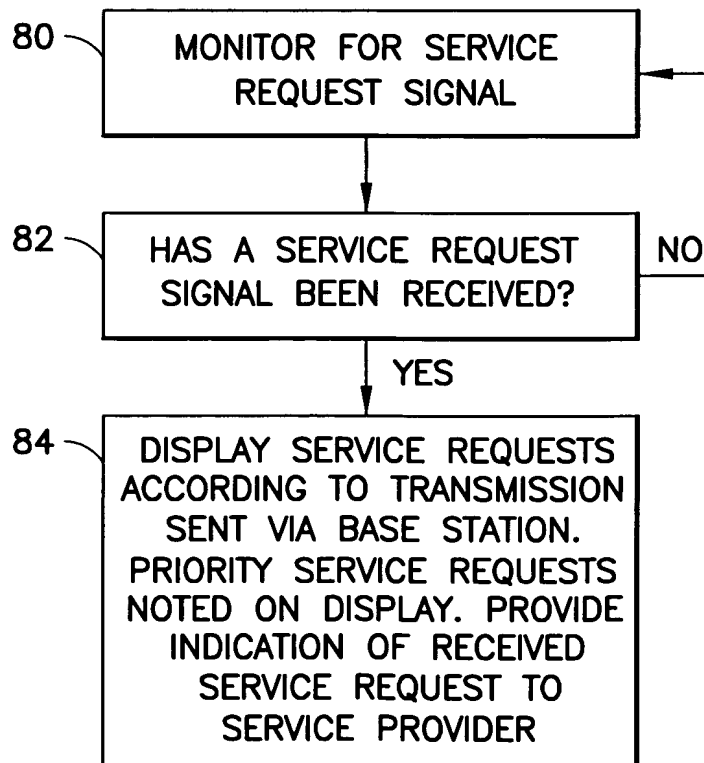 80
MONITOR FOR SERVICE
REQUEST SIGNAL
82
HAS A SERVICE REQUEST
SIGNAL BEEN RECEIVED?
NO
YES
84
DISPLAY SERVICE REQUESTS
ACCORDING TO TRANSMISSION
SENT VIA BASE STATION.
PRIORITY SERVICE REQUESTS
NOTED ON DISPLAY. PROVIDE
INDICATION OF RECEIVED
SERVICE REQUEST TO
SERVICE PROVIDER